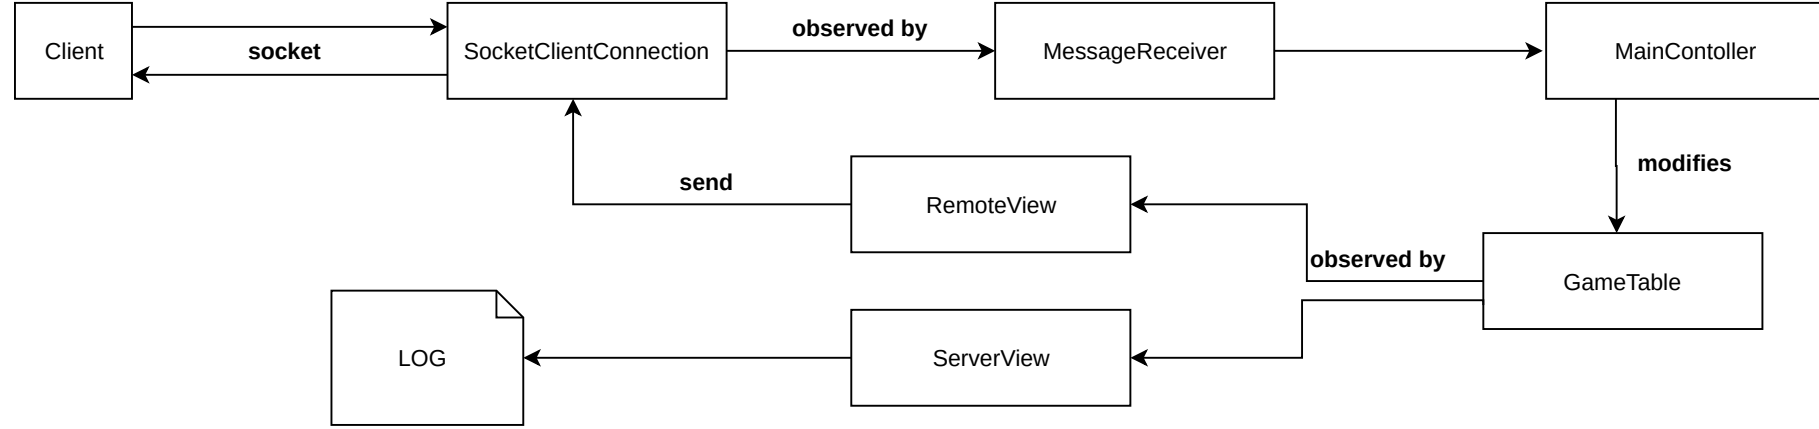 Client
socket
SocketClientConnection
observed by
MessageReceiver
MainContoller
modifies
send
RemoteView
observed by
GameTable
LOG
ServerView